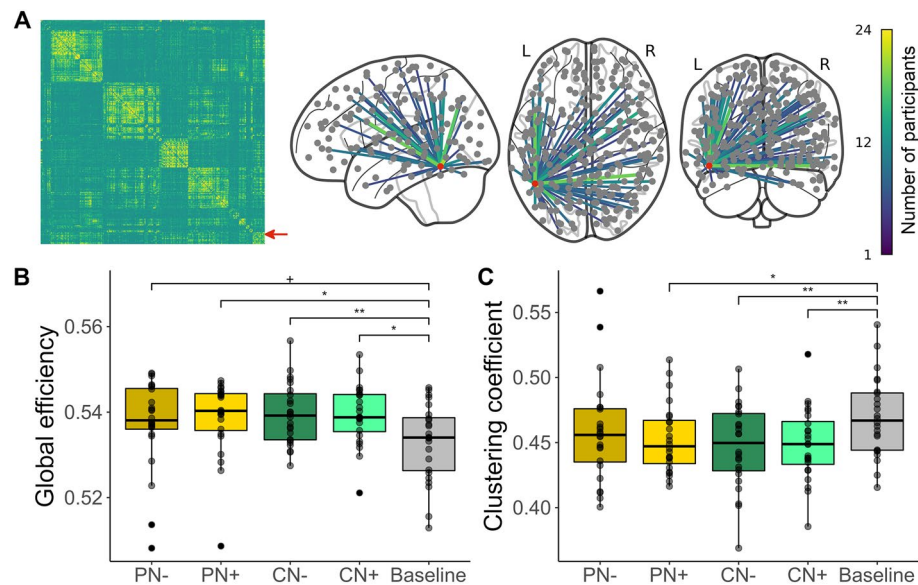 A
L R L R
24
12
1
Number of participants
B
Global efficiency
0.56
0.54
0.52
+
*
**
*
PN- PN+ CN- CN+ Baseline
C
Clustering coefficient
0.55
0.50
0.45
0.40
*
**
**
PN- PN+ CN- CN+ Baseline